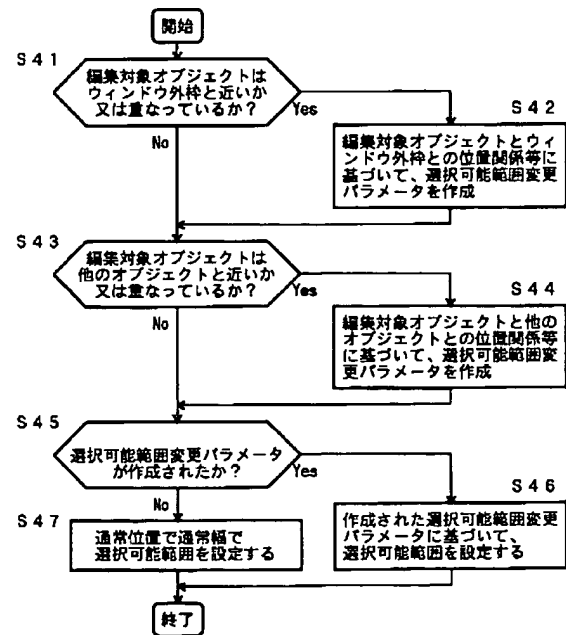 開始
S41
編集対象オブジェクトは
ウィンドウ外枠と近いか
又は重なっているか?
Yes
No
S42
編集対象オブジェクトとウィ
ンドウ外枠との位置関係等に
基づいて、選択可能範囲変更
パラメータを作成
S43
編集対象オブジェクトは
他のオブジェクトと近いか
又は重なっているか?
Yes
No
S44
編集対象オブジェクトと他の
オブジェクトとの位置関係等
に基づいて、選択可能範囲変
更パラメータを作成
S45
選択可能範囲変更パラメータ
が作成されたか?
Yes
No
S46
作成された選択可能範囲変更
パラメータに基づいて、
選択可能範囲を設定する
S47
通常位置で通常幅で
選択可能範囲を設定する
終了